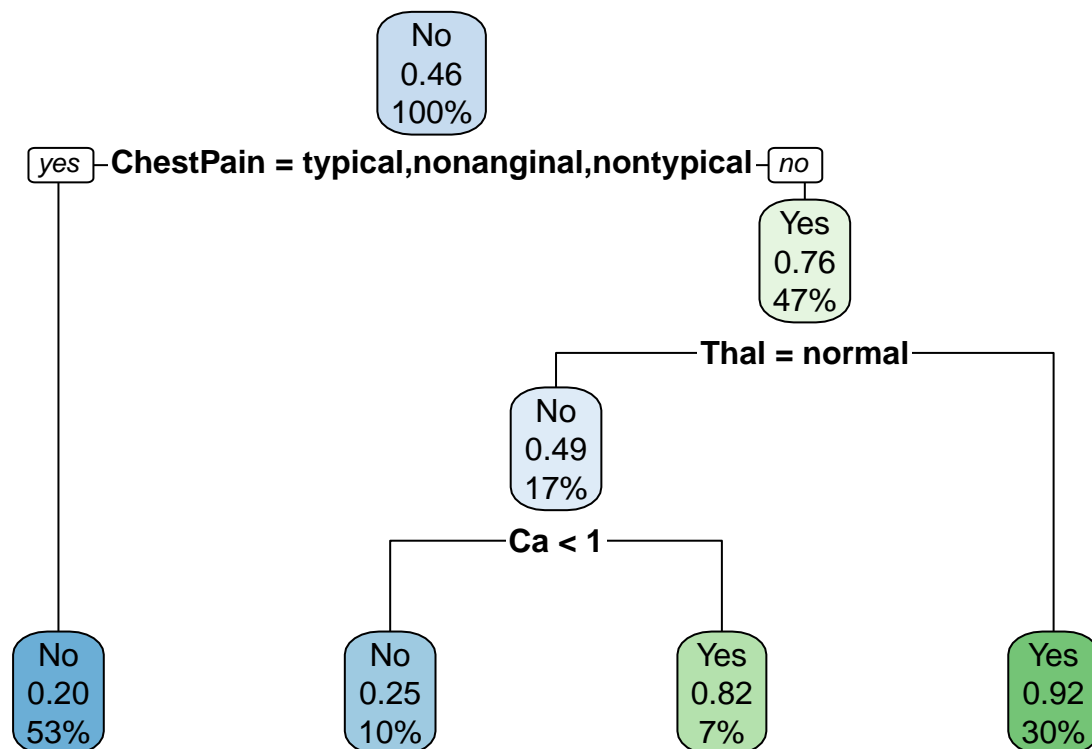 No
0.46
100%
yes ChestPain = typical,nonanginal,nontypical no
Yes
0.76
47%
Thal = normal
No
0.49
17%
Ca < 1
No
0.20
53%
No
0.25
10%
Yes
0.82
7%
Yes
0.92
30%